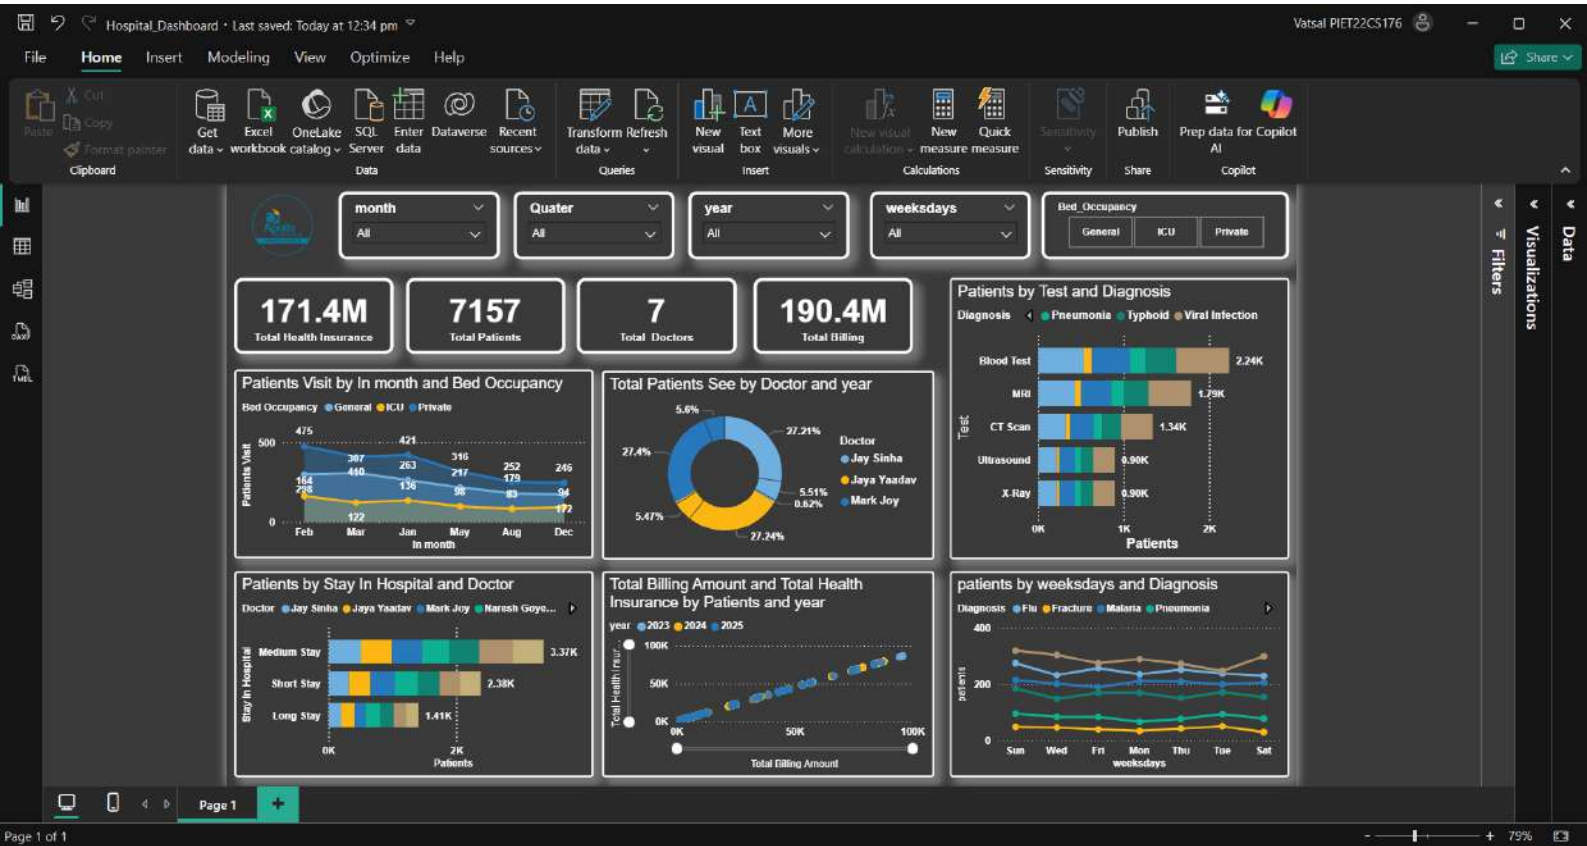 Hospital_Dashboard • Last saved: Today at 12:34 pm
Vatsal PIET22CS176
File Home Insert Modeling View Optimize Help
Share
Paste
Cut
Copy
Format painter
Clipboard
Get data
Excel workbook
OneLake catalog
SQL Server
Enter data
Dataverse
Recent sources
Data
Transform data
Refresh
Queries
New visual
Text box
More visuals
Insert
New visual calculation
New measure
Quick measure
Calculations
Sensitivity
Sensitivity
Publish
Share
Prep data for AI
Copilot
Copilot
month
All
Quater
All
year
All
weeksdays
All
Bed_Occupancy
General ICU Private
171.4M
Total Health Insurance
7157
Total Patients
7
Total Doctors
190.4M
Total Billing
Patients by Test and Diagnosis
Diagnosis Pneumonia Typhoid Viral Infection
Test
Blood Test 2.24K
MRI 1.79K
CT Scan 1.34K
Ultrasound 0.90K
X-Ray 0.90K
0K 1K 2K
Patients
Patients Visit by In month and Bed Occupancy
Bed Occupancy General ICU Private
Patients Visit
500
0
475
307
421
316
252
246
410
263
217
179
164
298
136
98
83
94
122
172
Feb Mar Jan May Aug Dec
In month
Total Patients See by Doctor and year
5.6%
27.21%
27.4%
5.51%
0.62%
5.47%
27.24%
Doctor
Jay Sinha
Jaya Yaadav
Mark Joy
Patients by Stay In Hospital and Doctor
Doctor Jay Sinha Jaya Yaadav Mark Joy Naresh Goye...
Stay In Hospital
Medium Stay 3.37K
Short Stay 2.38K
Long Stay 1.41K
0K 2K
Patients
Total Billing Amount and Total Health
Insurance by Patients and year
year 2023 2024 2025
Total Health Insur...
100K
50K
0K
0K 50K 100K
Total Billing Amount
patients by weeksdays and Diagnosis
Diagnosis Flu Fracture Malaria Pneumonia
patients
400
200
0
Sun Wed Fri Mon Thu Tue Sat
weeksdays
Filters
Visualizations
Data
Page 1
Page 1 of 1
79%